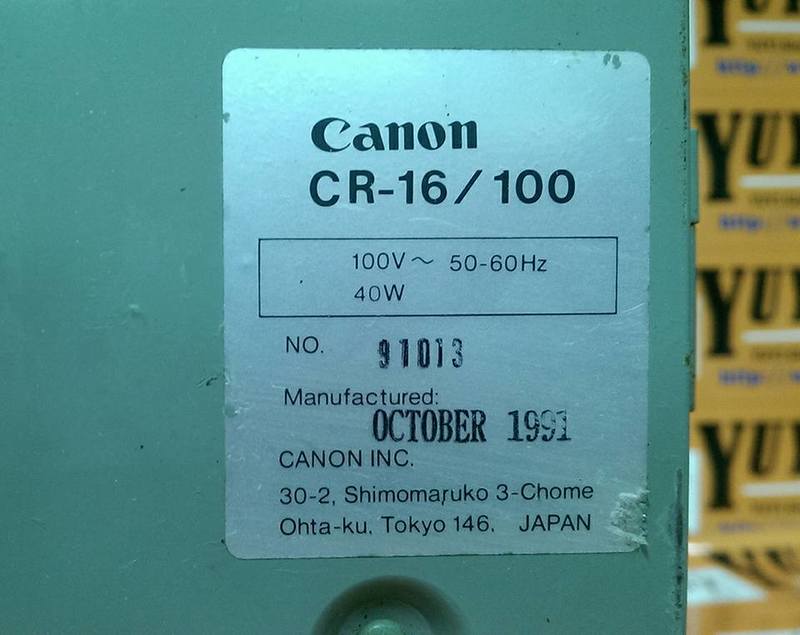 Canon
CR-16/100
100V~ 50-60Hz
40W
NO. 91013
Manufactured:
OCTOBER 1991
CANON INC.
30-2, Shimomaruko 3-Chome
Ohta-ku, Tokyo 146. JAPAN